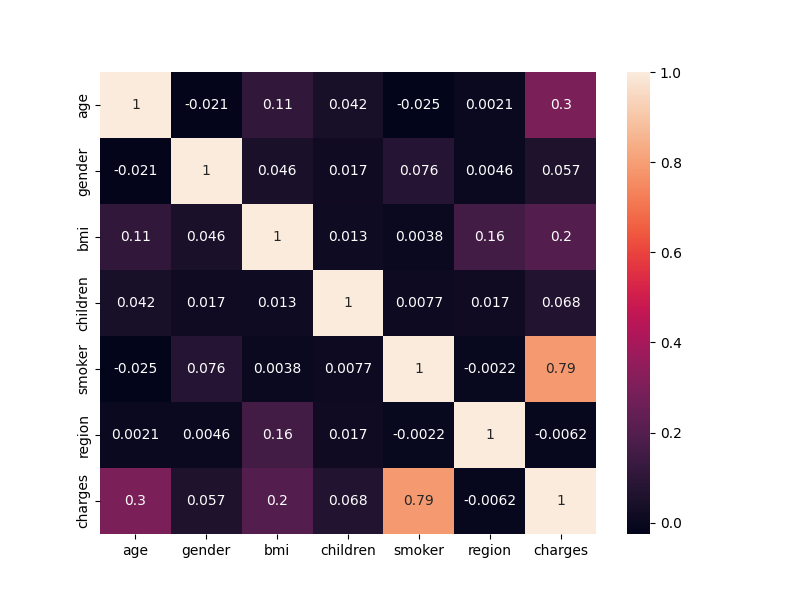 age 1 -0.021 0.11 0.042 -0.025 0.0021 0.3
gender -0.021 1 0.046 0.017 0.076 0.0046 0.057
bmi 0.11 0.046 1 0.013 0.0038 0.16 0.2
children 0.042 0.017 0.013 1 0.0077 0.017 0.068
smoker -0.025 0.076 0.0038 0.0077 1 -0.0022 0.79
region 0.0021 0.0046 0.16 0.017 -0.0022 1 -0.0062
charges 0.3 0.057 0.2 0.068 0.79 -0.0062 1
age gender bmi children smoker region charges
1.0
0.8
0.6
0.4
0.2
0.0